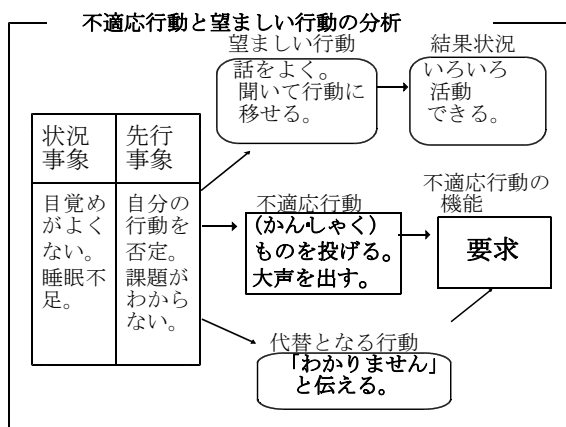 不適応行動と望ましい行動の分析
望ましい行動
話をよく。
聞いて行動に
移せる。
結果状況
いろいろ
活動
できる。
状況
事象
先行
事象
目覚め
がよく
ない。
睡眠不
足。
自分の
行動を
否定。
課題が
わから
ない。
不適応行動
(かん・しゃく)
ものを投げる。
大声を出す。
不適応行動の
機能
要求
代替となる行動
「わかりません」
と伝える。